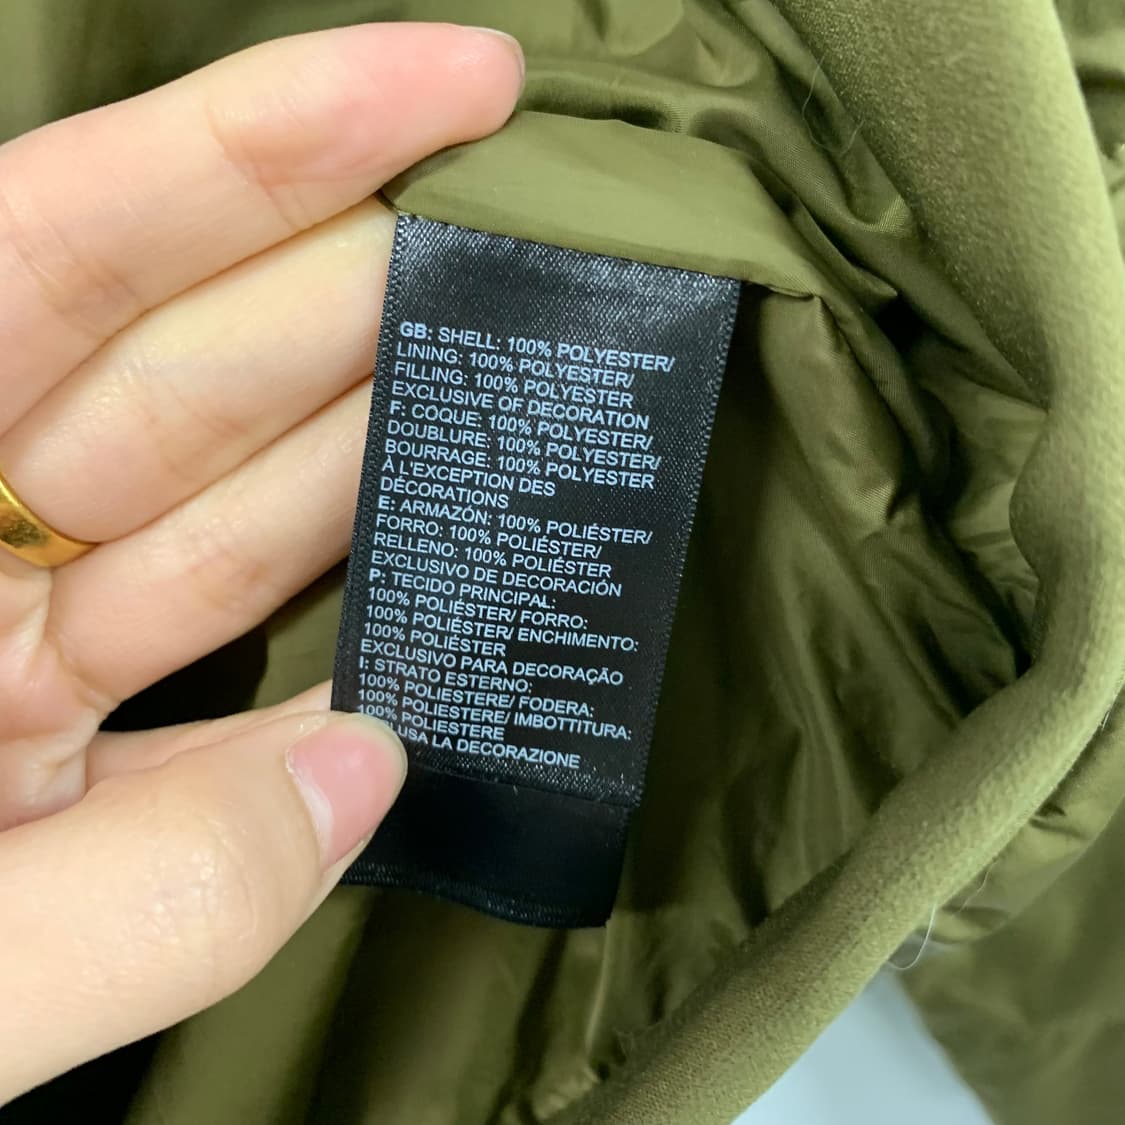 GB: SHELL: 100% POLYESTER/
LINING: 100% POLYESTER/
FILLING: 100% POLYESTER
EXCLUSIVE OF DECORATION
F: COQUE: 100% POLYESTER/
DOUBLURE: 100% POLYESTER/
BOURRAGE: 100% POLYESTER
À L'EXCEPTION DES
DÉCORATIONS
E: ARMAZÓN: 100% POLIÉSTER/
FORRO: 100% POLIÉSTER/
RELLENO: 100% POLIÉSTER
EXCLUSIVO DE DECORACIÓN
P: TECIDO PRINCIPAL:
100% POLIÉSTER/ FORRO:
100% POLIÉSTER/ ENCHIMENTO:
100% POLIÉSTER
EXCLUSIVO PARA DECORAÇÃO
I: STRATO ESTERNO:
100% POLIESTERE/ FODERA:
100% POLIESTERE/ IMBOTTITURA:
100% POLIESTERE
LA DECORAZIONE